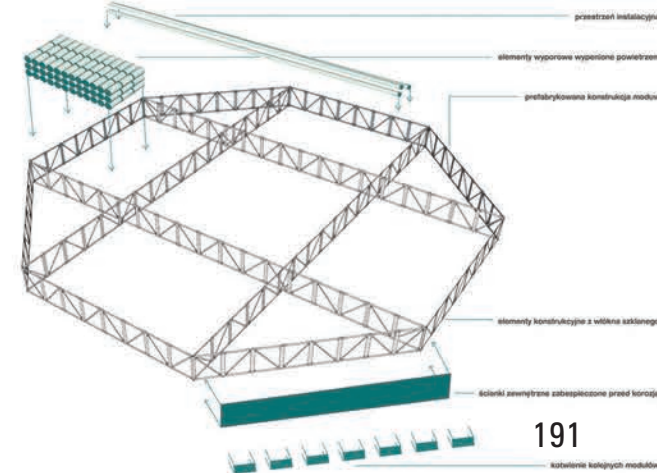 przestrzeń instalacyjna
elementy wyporowe wypełnione powietrzem
prefabrykowana konstrukcja modułu
elementy konstrukcyjne z włókna szklanego
ścianki zewnętrzne zabezpieczone przed korozją
191
kotwienie kolejnych modułów